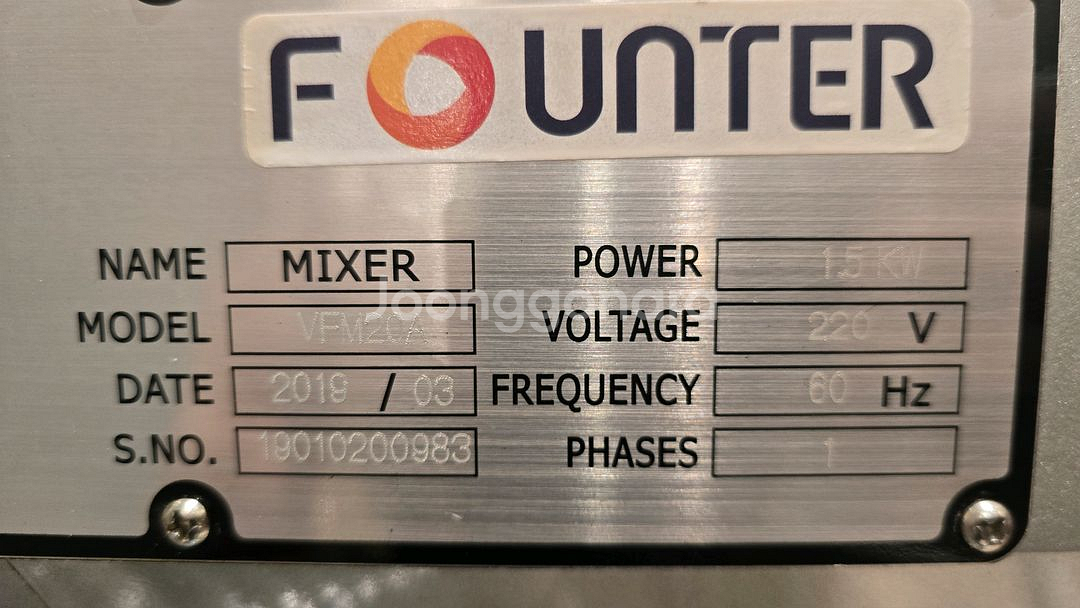 FOUNTER
NAME MIXER POWER 1.5 KW
Joonggonara
MODEL VFM20A VOLTAGE 220 V
DATE 2019 / 03 FREQUENCY 60 Hz
S.NO. 19010200983 PHASES 1